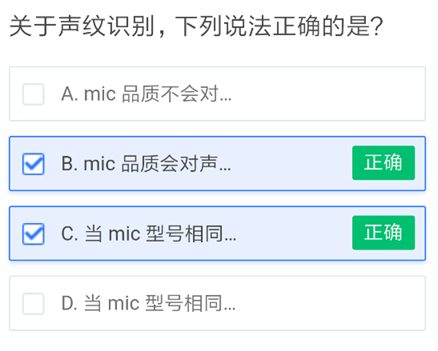 关于声纹识别，下列说法正确的是？
A. mic 品质不会对...
B. mic 品质会对声... 正确
C. 当 mic 型号相同... 正确
D. 当 mic 型号相同...